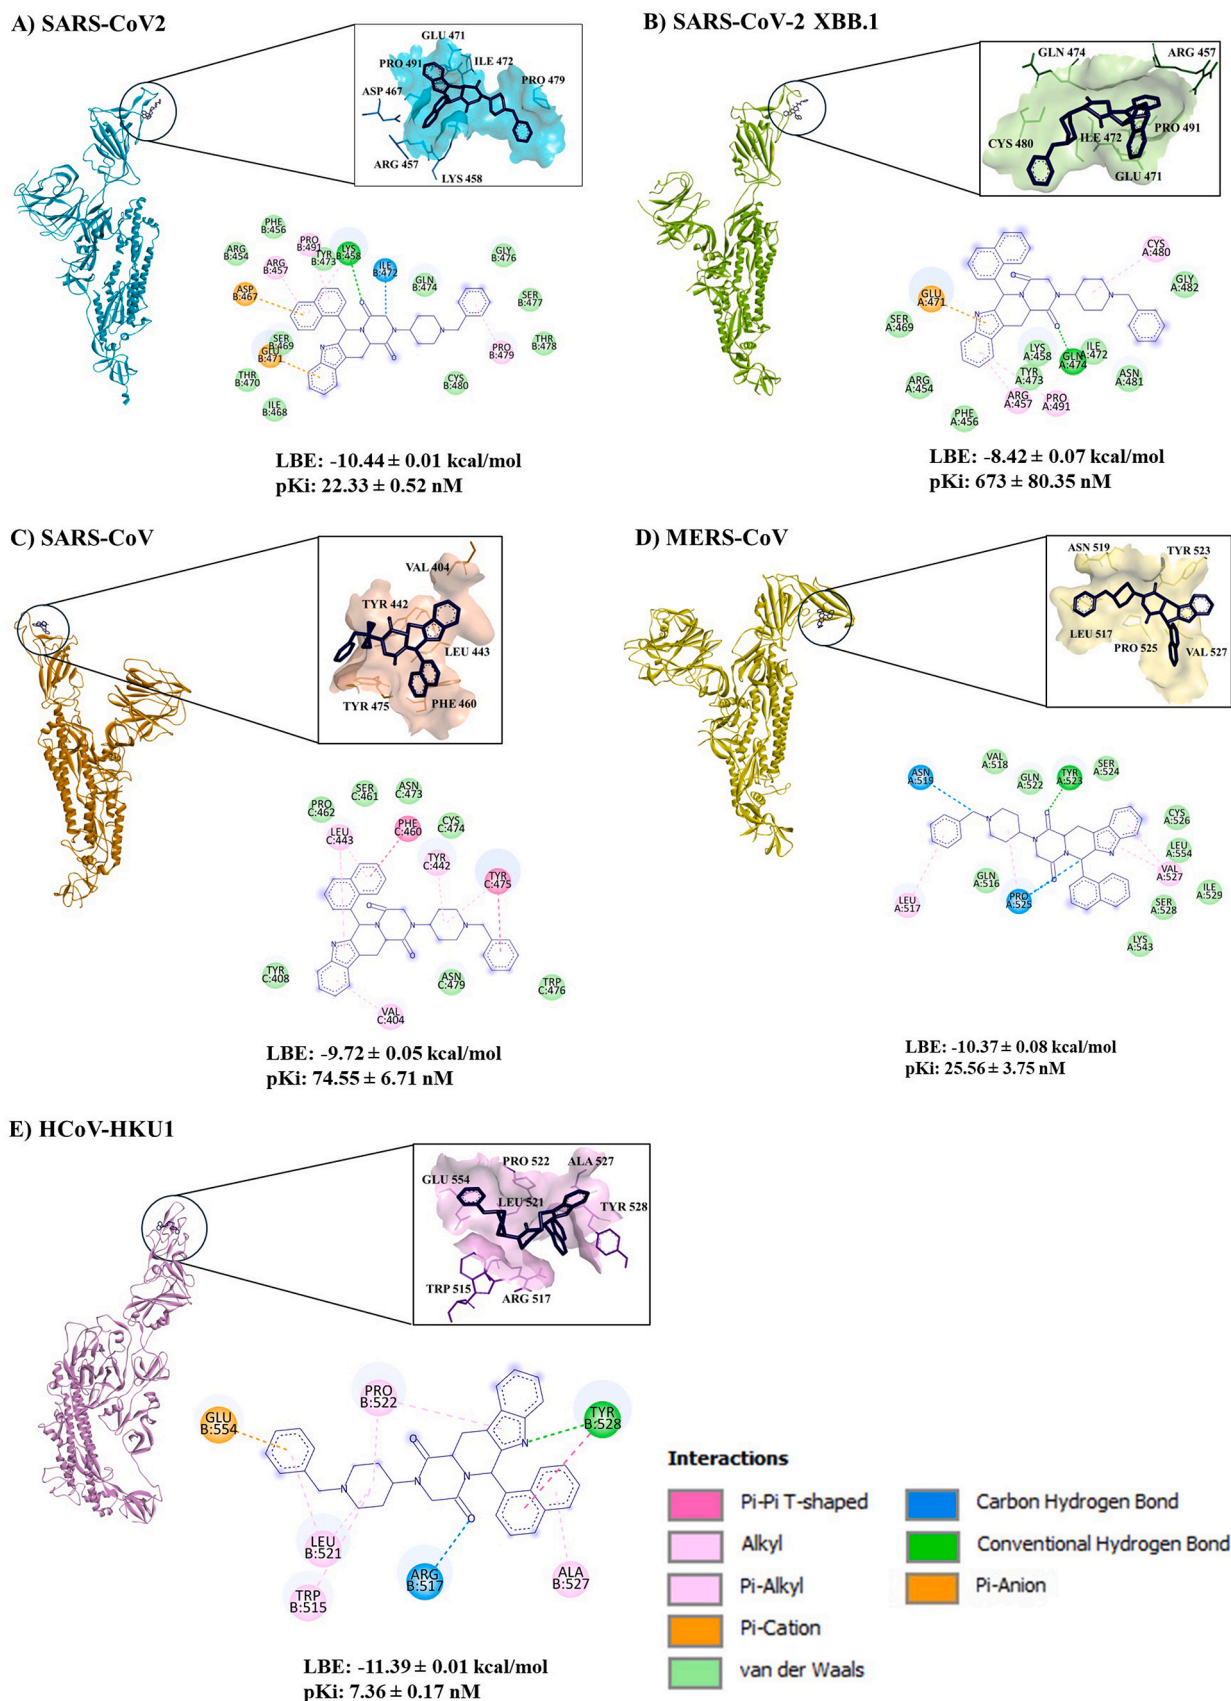 A) SARS-CoV2
GLU 471
PRO 491
ILE 472
PRO 479
ASP 467
ARG 457
LYS 458
PHE
B:456
ARG
B:454
PRO
B:491
TYR
B:473
LYS
B:458
ILE
B:472
GLY
B:476
ARG
B:457
GLN
B:474
ASP
B:467
SER
B:477
SER
B:469
GLU
B:471
PRO
B:479
THR
B:478
THR
B:470
CYS
B:480
ILE
B:468
N
N
N
N
O
O
LBE: -10.44 ± 0.01 kcal/mol
pKi: 22.33 ± 0.52 nM
B) SARS-CoV-2 XBB.1
GLN 474
ARG 457
CYS 480
ILE 472
PRO 491
GLU 471
CYS
A:480
GLY
A:482
GLU
A:471
SER
A:469
LYS
A:458
ILE
A:472
GLN
A:474
TYR
A:473
ASN
A:481
ARG
A:454
ARG
A:457
PRO
A:491
PHE
A:456
N
N
N
N
O
O
LBE: -8.42 ± 0.07 kcal/mol
pKi: 673 ± 80.35 nM
C) SARS-CoV
VAL 404
TYR 442
LEU 443
TYR 475
PHE 460
PRO
C:462
SER
C:461
ASN
C:473
LEU
C:443
PHE
C:460
CYS
C:474
TYR
C:442
TYR
C:475
TYR
C:408
ASN
C:479
TRP
C:476
VAL
C:404
N
N
N
N
O
O
LBE: -9.72 ± 0.05 kcal/mol
pKi: 74.55 ± 6.71 nM
D) MERS-CoV
ASN 519
TYR 523
LEU 517
PRO 525
VAL 527
VAL
A:518
ASN
A:519
GLN
A:522
TYR
A:523
SER
A:524
CYS
A:526
LEU
A:554
VAL
A:527
GLN
A:516
LEU
A:517
PRO
A:525
ILE
A:529
SER
A:528
LYS
A:543
N
N
N
N
O
O
LBE: -10.37 ± 0.08 kcal/mol
pKi: 25.56 ± 3.75 nM
E) HCoV-HKU1
PRO 522
ALA 527
GLU 554
LEU 521
TYR 528
TRP 515
ARG 517
PRO
B:522
GLU
B:554
TYR
B:528
LEU
B:521
ARG
B:517
ALA
B:527
TRP
B:515
N
N
N
N
O
O
LBE: -11.39 ± 0.01 kcal/mol
pKi: 7.36 ± 0.17 nM
Interactions
Pi-Pi T-shaped
Alkyl
Pi-Alkyl
Pi-Cation
van der Waals
Carbon Hydrogen Bond
Conventional Hydrogen Bond
Pi-Anion